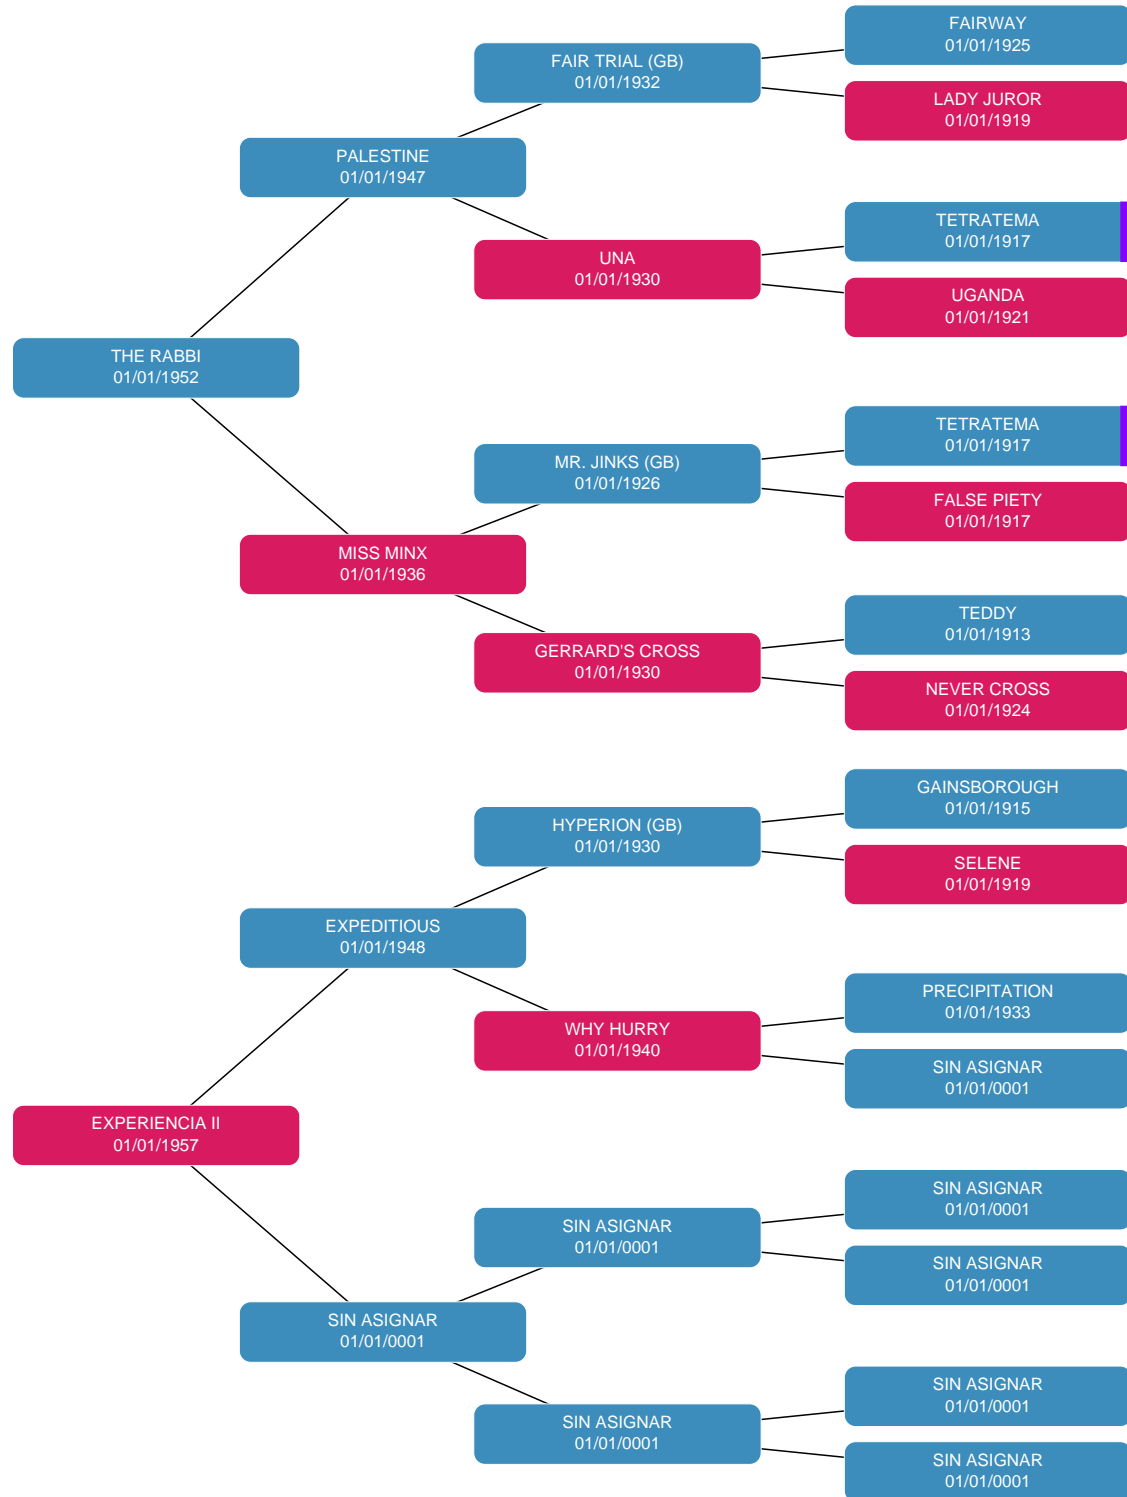 FAIRWAY
01/01/1925
FAIR TRIAL (GB)
01/01/1932
LADY JUROR
01/01/1919
PALESTINE
01/01/1947
TETRATEMA
01/01/1917
UNA
01/01/1930
UGANDA
01/01/1921
THE RABBI
01/01/1952
TETRATEMA
01/01/1917
MR. JINKS (GB)
01/01/1926
FALSE PIETY
01/01/1917
MISS MINX
01/01/1936
TEDDY
01/01/1913
GERRARD'S CROSS
01/01/1930
NEVER CROSS
01/01/1924
GAINSBOROUGH
01/01/1915
HYPERION (GB)
01/01/1930
SELENE
01/01/1919
EXPEDITIOUS
01/01/1948
PRECIPITATION
01/01/1933
WHY HURRY
01/01/1940
SIN ASIGNAR
01/01/0001
EXPERIENCIA II
01/01/1957
SIN ASIGNAR
01/01/0001
SIN ASIGNAR
01/01/0001
SIN ASIGNAR
01/01/0001
SIN ASIGNAR
01/01/0001
SIN ASIGNAR
01/01/0001
SIN ASIGNAR
01/01/0001
SIN ASIGNAR
01/01/0001